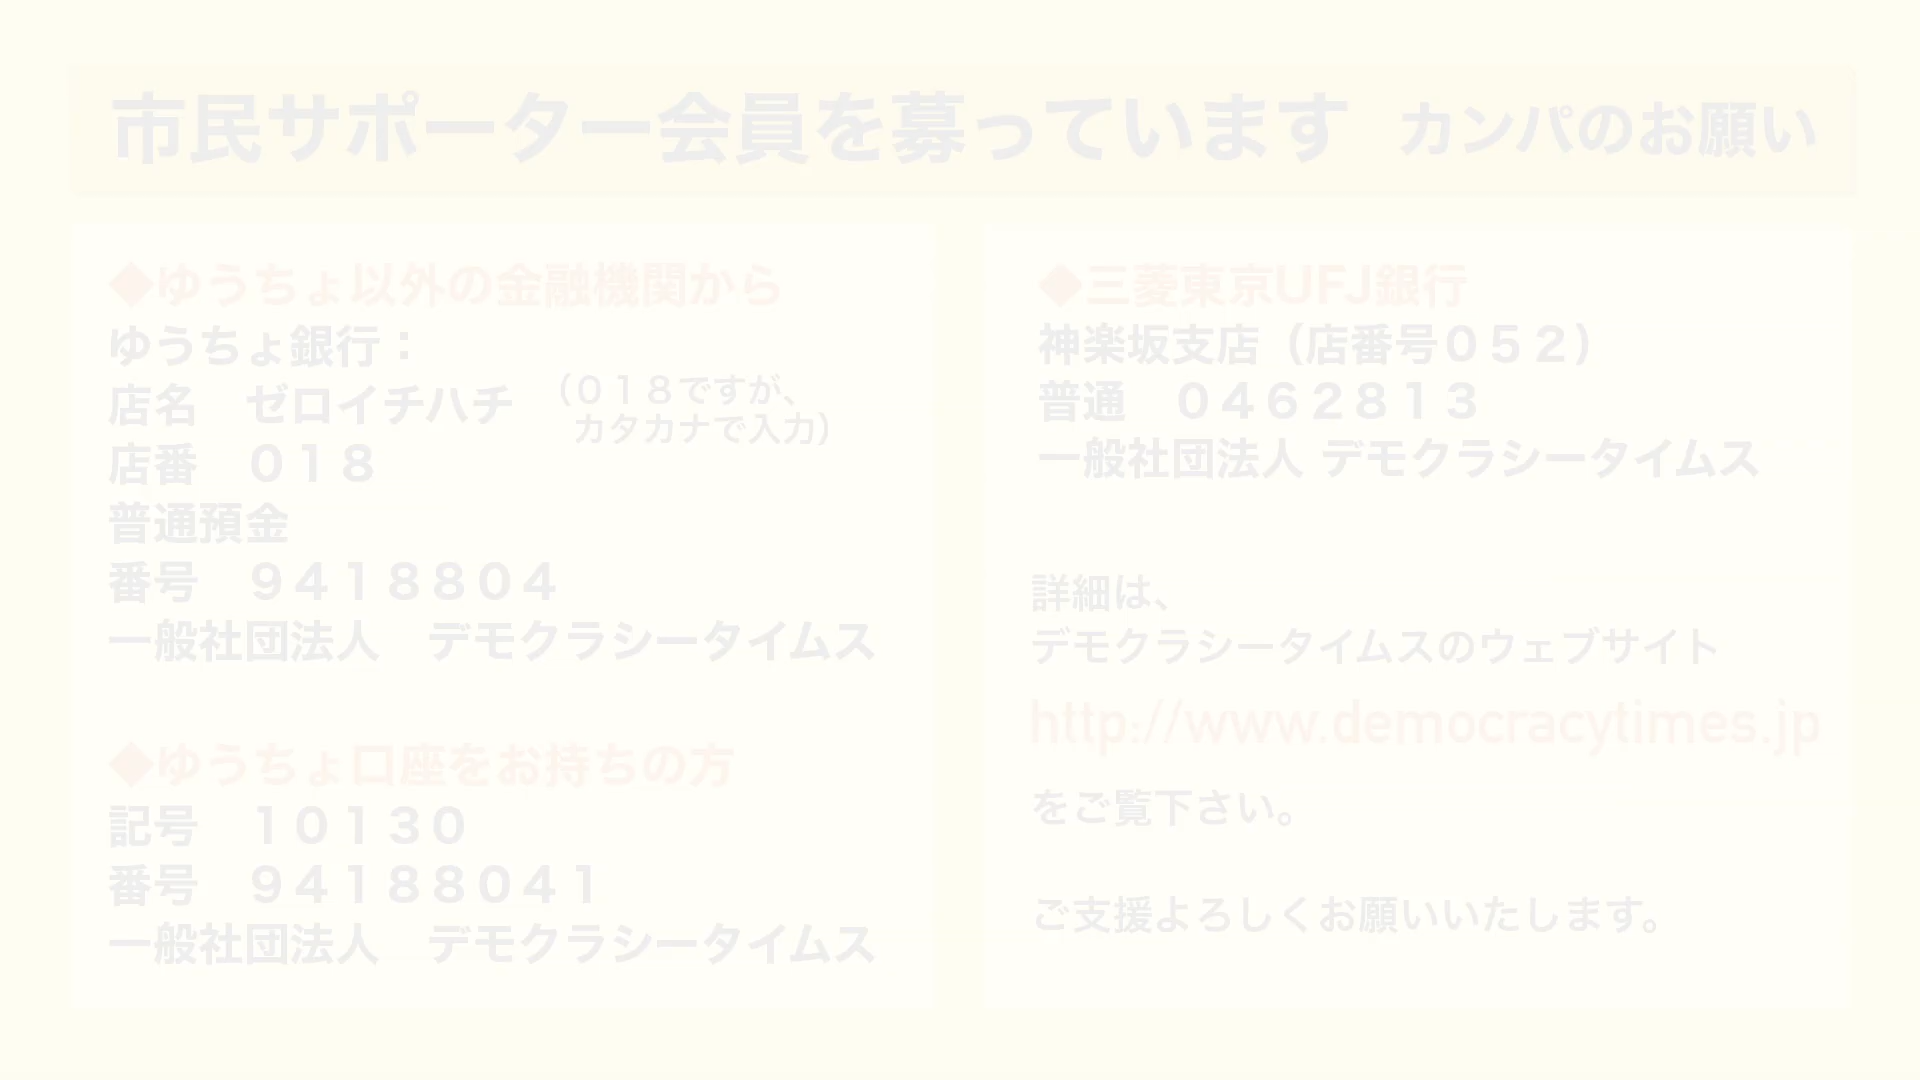 市民サポーター会員を募っています カンパのお願い
◆ゆうちょ以外の金融機関から
ゆうちょ銀行：
店名　ゼロイチハチ （０１８ですが、
カタカナで入力）
店番　０１８
普通預金
番号　９４１８８０４
一般社団法人　デモクラシータイムス
◆ゆうちょ口座をお持ちの方
記号　１０１３０
番号　９４１８８０４１
一般社団法人　デモクラシータイムス
◆三菱東京UFJ銀行
神楽坂支店（店番号０５２）
普通　０４６２８１３
一般社団法人 デモクラシータイムス
詳細は、
デモクラシータイムスのウェブサイト
http://www.democracytimes.jp
をご覧下さい。
ご支援よろしくお願いいたします。